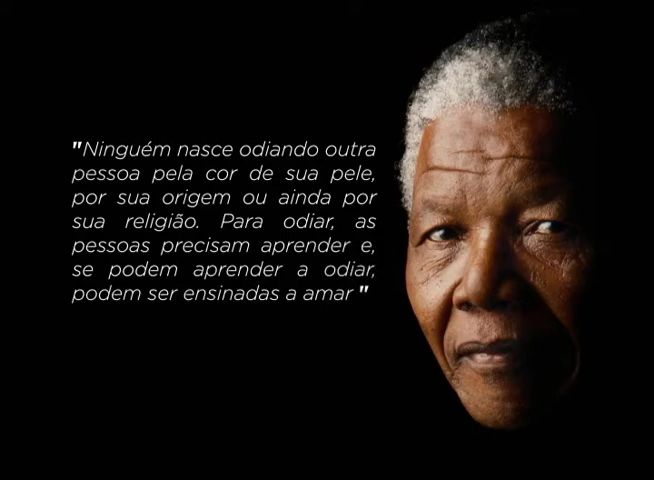 "Ninguém nasce odiando outra
pessoa pela cor de sua pele,
por sua origem ou ainda por
sua religião. Para odiar, as
pessoas precisam aprender e,
se podem aprender a odiar,
podem ser ensinadas a amar "